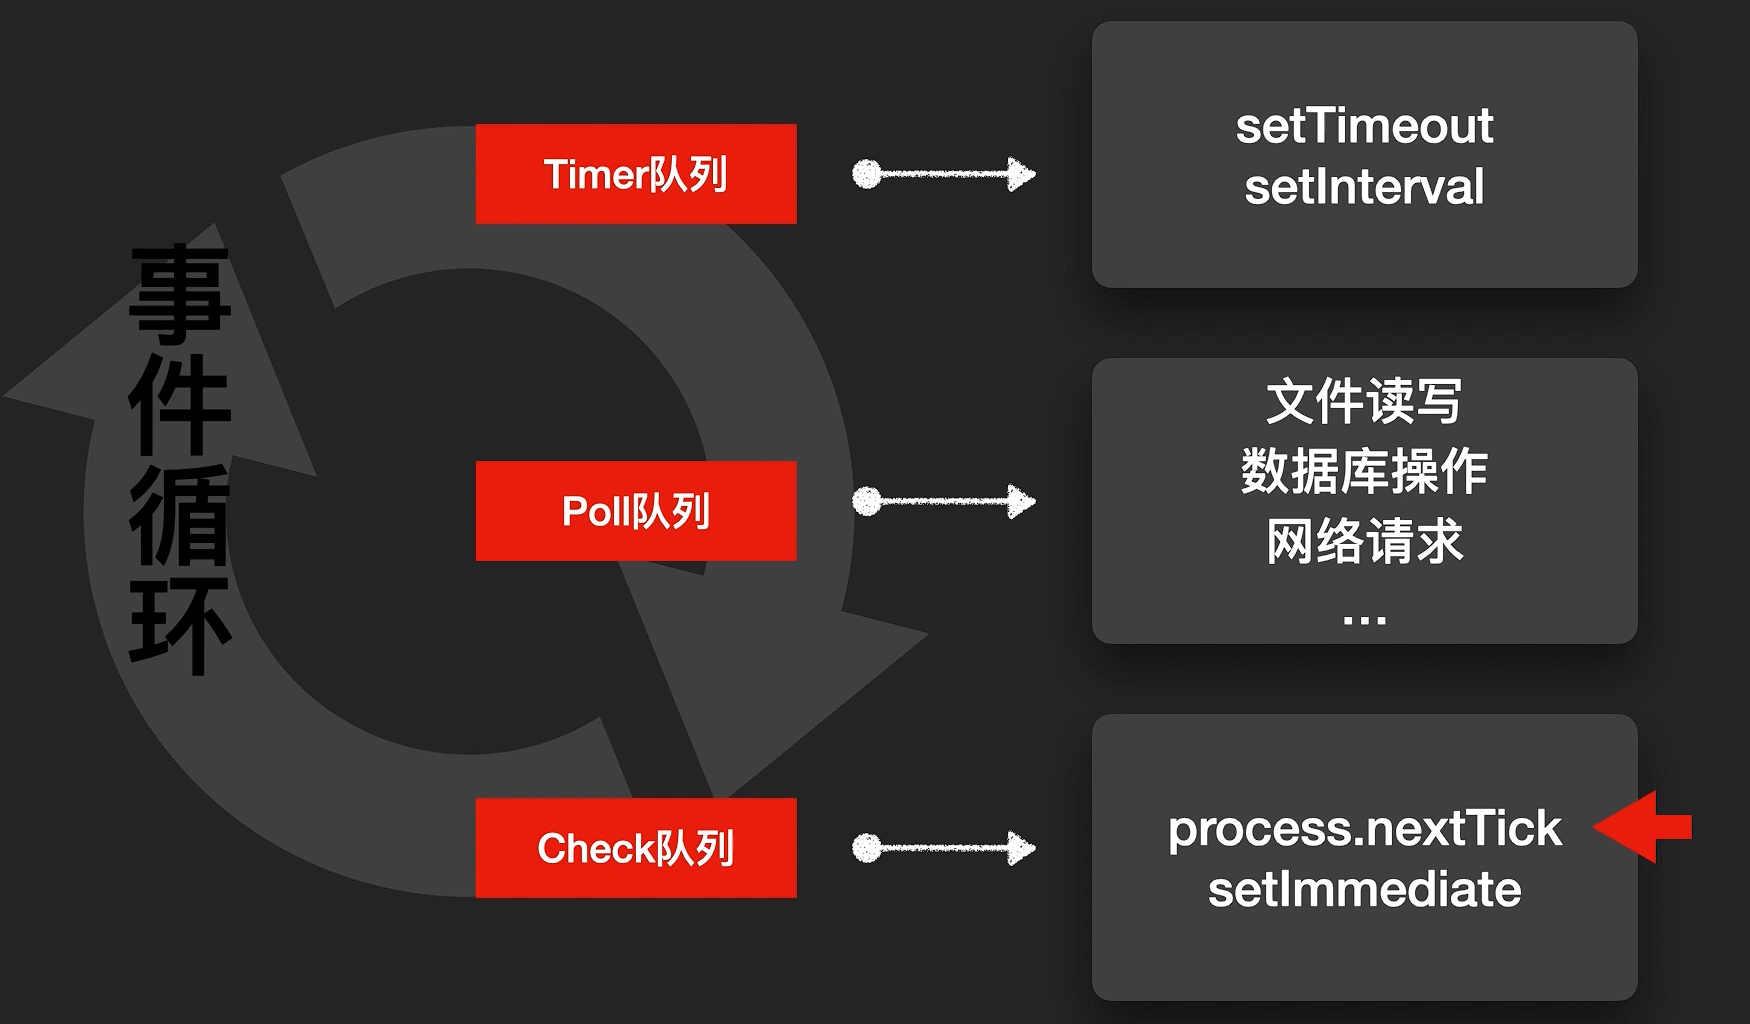 事件循环
Timer队列
setTimeout
setInterval
Poll队列
文件读写
数据库操作
网络请求
...
Check队列
process.nextTick
setImmediate